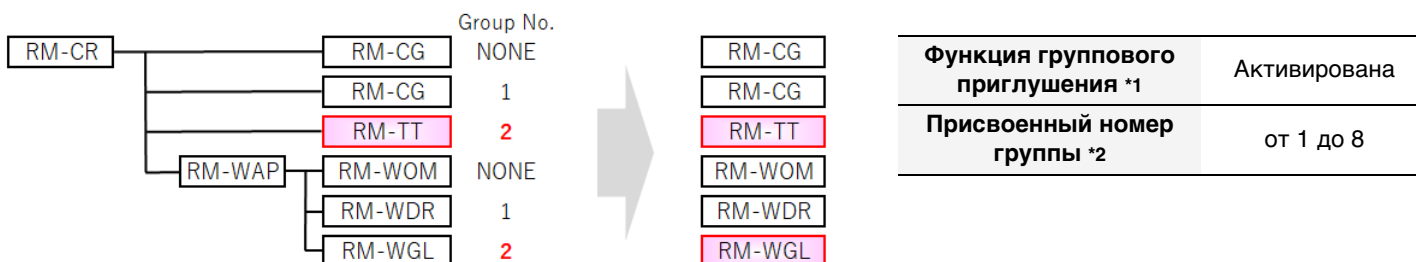 Group No.
RM-CR RM-CG NONE RM-CG
RM-CG 1 RM-CG
RM-TT 2 RM-TT
RM-WAP RM-WOM NONE RM-WOM
RM-WDR 1 RM-WDR
RM-WGL 2 RM-WGL
Функция группового
приглушения *1
Активирована
Присвоенный номер
группы *2
от 1 до 8